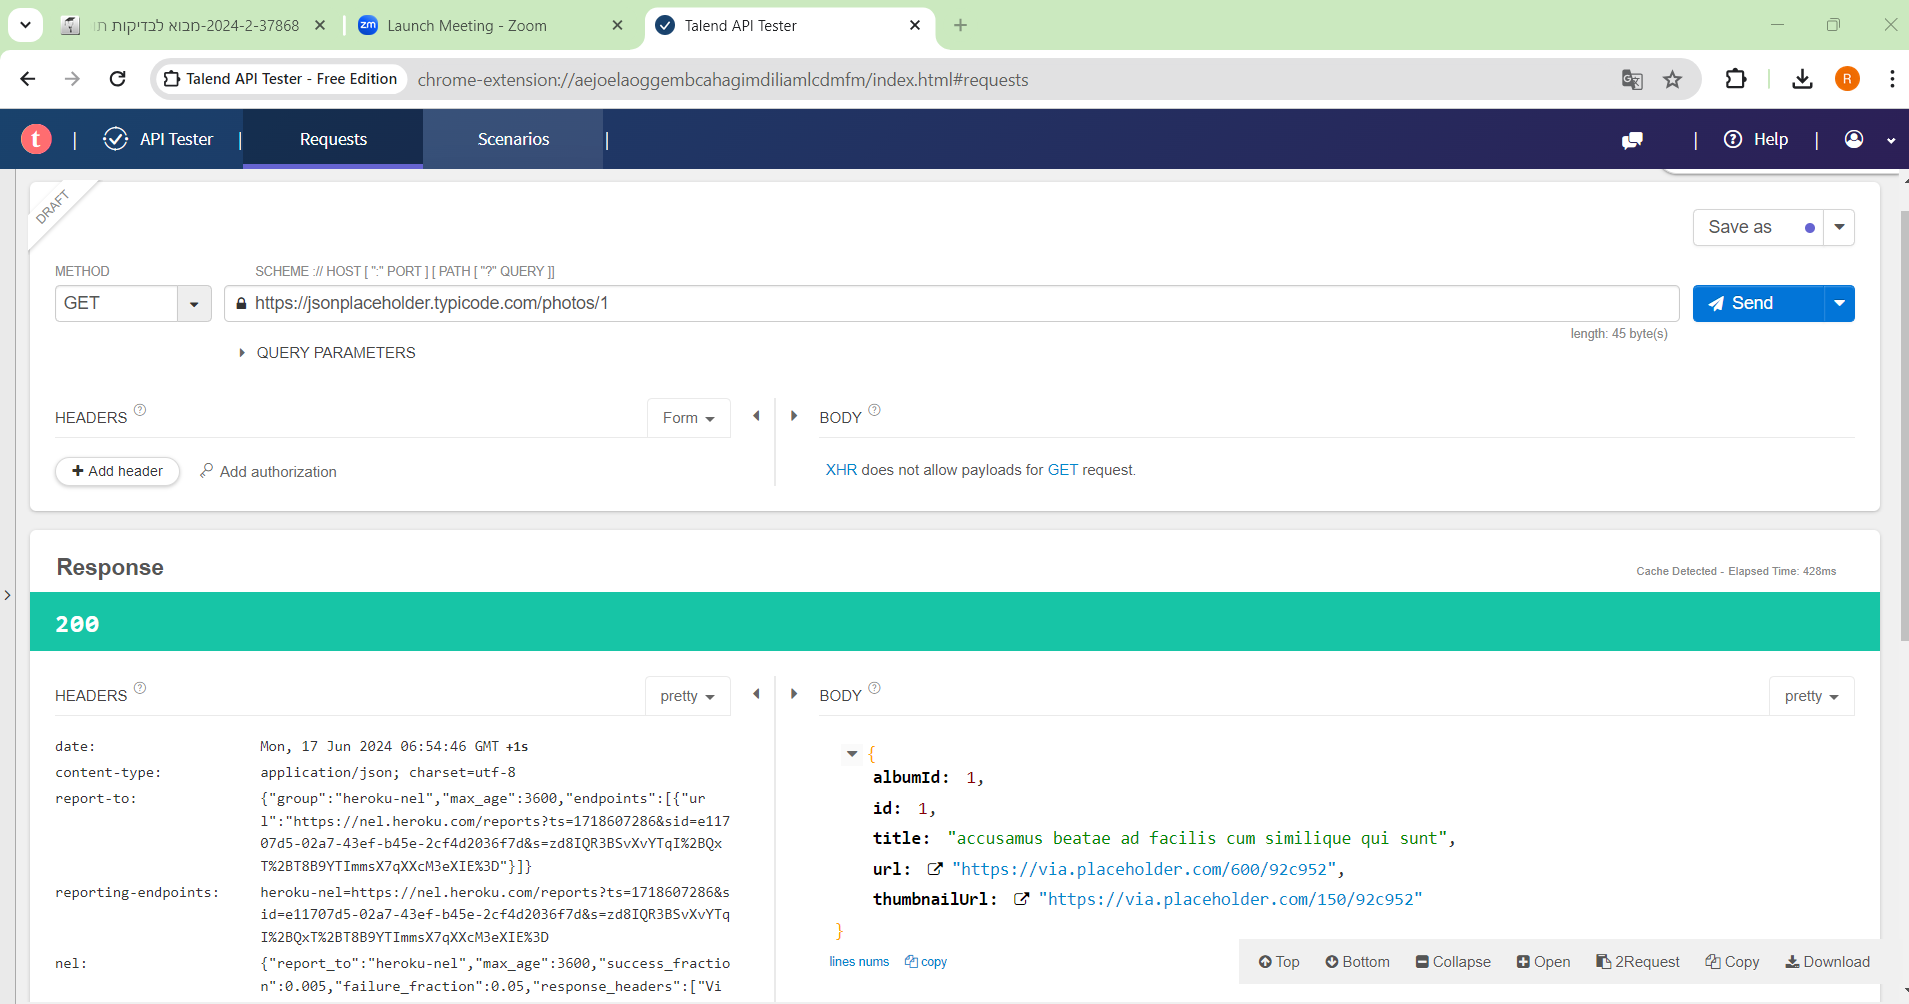 מבוא לבדיקות תו-2024-2-37868
Launch Meeting - Zoom
Talend API Tester
Talend API Tester - Free Edition
chrome-extension://aejoelaoggembcahagimdiliamlcdmfm/index.html#requests
R
t | API Tester | Requests Scenarios |
| Help |
DRAFT
Save as
METHOD
SCHEME :// HOST [ ":" PORT ] [ PATH [ "?" QUERY ]]
GET
https://jsonplaceholder.typicode.com/photos/1
Send
length: 45 byte(s)
QUERY PARAMETERS
HEADERS ?
Form
BODY ?
Add header
Add authorization
XHR does not allow payloads for GET request.
Response
Cache Detected - Elapsed Time: 428ms
200
HEADERS ?
pretty
BODY ?
pretty
date: Mon, 17 Jun 2024 06:54:46 GMT +1s
content-type: application/json; charset=utf-8
report-to: {"group":"heroku-nel","max_age":3600,"endpoints":[{"ur
l":"https://nel.heroku.com/reports?ts=1718607286&sid=e11
707d5-02a7-43ef-b45e-2cf4d2036f7d&s=zd8IQR3BSvXvYTqI%2BQx
T%2BT8B9YTImmsX7qXXcM3eXIE%3D"}]}
reporting-endpoints: heroku-nel=https://nel.heroku.com/reports?ts=1718607286&s
id=e11707d5-02a7-43ef-b45e-2cf4d2036f7d&s=zd8IQR3BSvXvYTq
I%2BQxT%2BT8B9YTImmsX7qXXcM3eXIE%3D
nel: {"report_to":"heroku-nel","max_age":3600,"success_fractio
n":0.005,"failure_fraction":0.05,"response_headers":["Vi
{
albumId: 1,
id: 1,
title: "accusamus beatae ad facilis cum similique qui sunt",
url: "https://via.placeholder.com/600/92c952",
thumbnailUrl: "https://via.placeholder.com/150/92c952"
}
lines nums copy
Top Bottom Collapse Open 2Request Copy Download